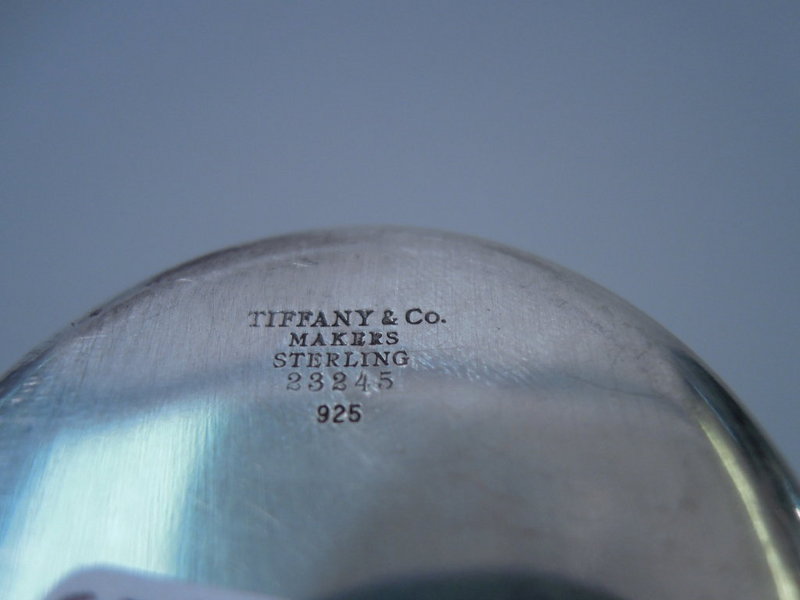 TIFFANY & Co.
MAKERS
STERLING
23245
925